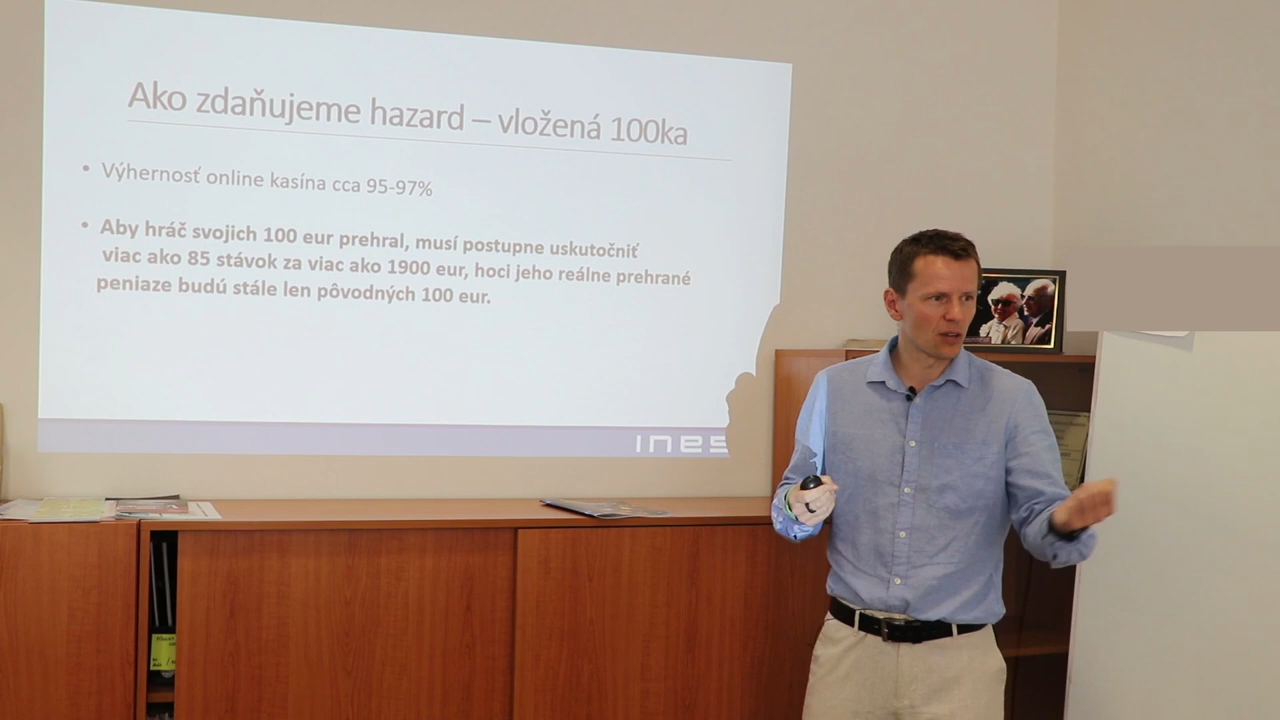 Ako zdaňujeme hazard – vložená 100ka
• Výhernosť online kasína cca 95-97%
• Aby hráč svojich 100 eur prehral, musí postupne uskutočniť
viac ako 85 stávok za viac ako 1900 eur, hoci jeho reálne prehrané
peniaze budú stále len pôvodných 100 eur.
INES